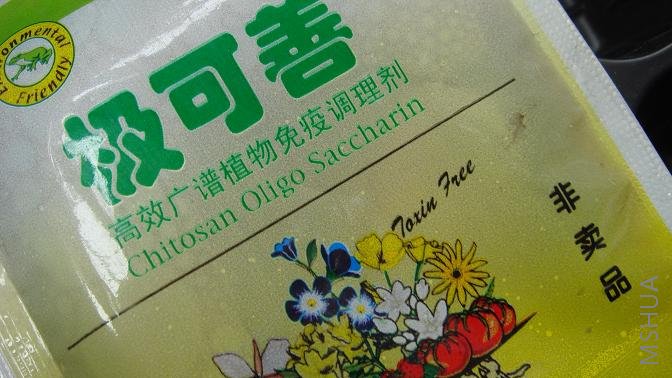 Environmental
Friendly
极可善
高效广谱植物免疫调理剂
Chitosan Oligo Saccharin
Toxin Free
非卖品
MSHUA